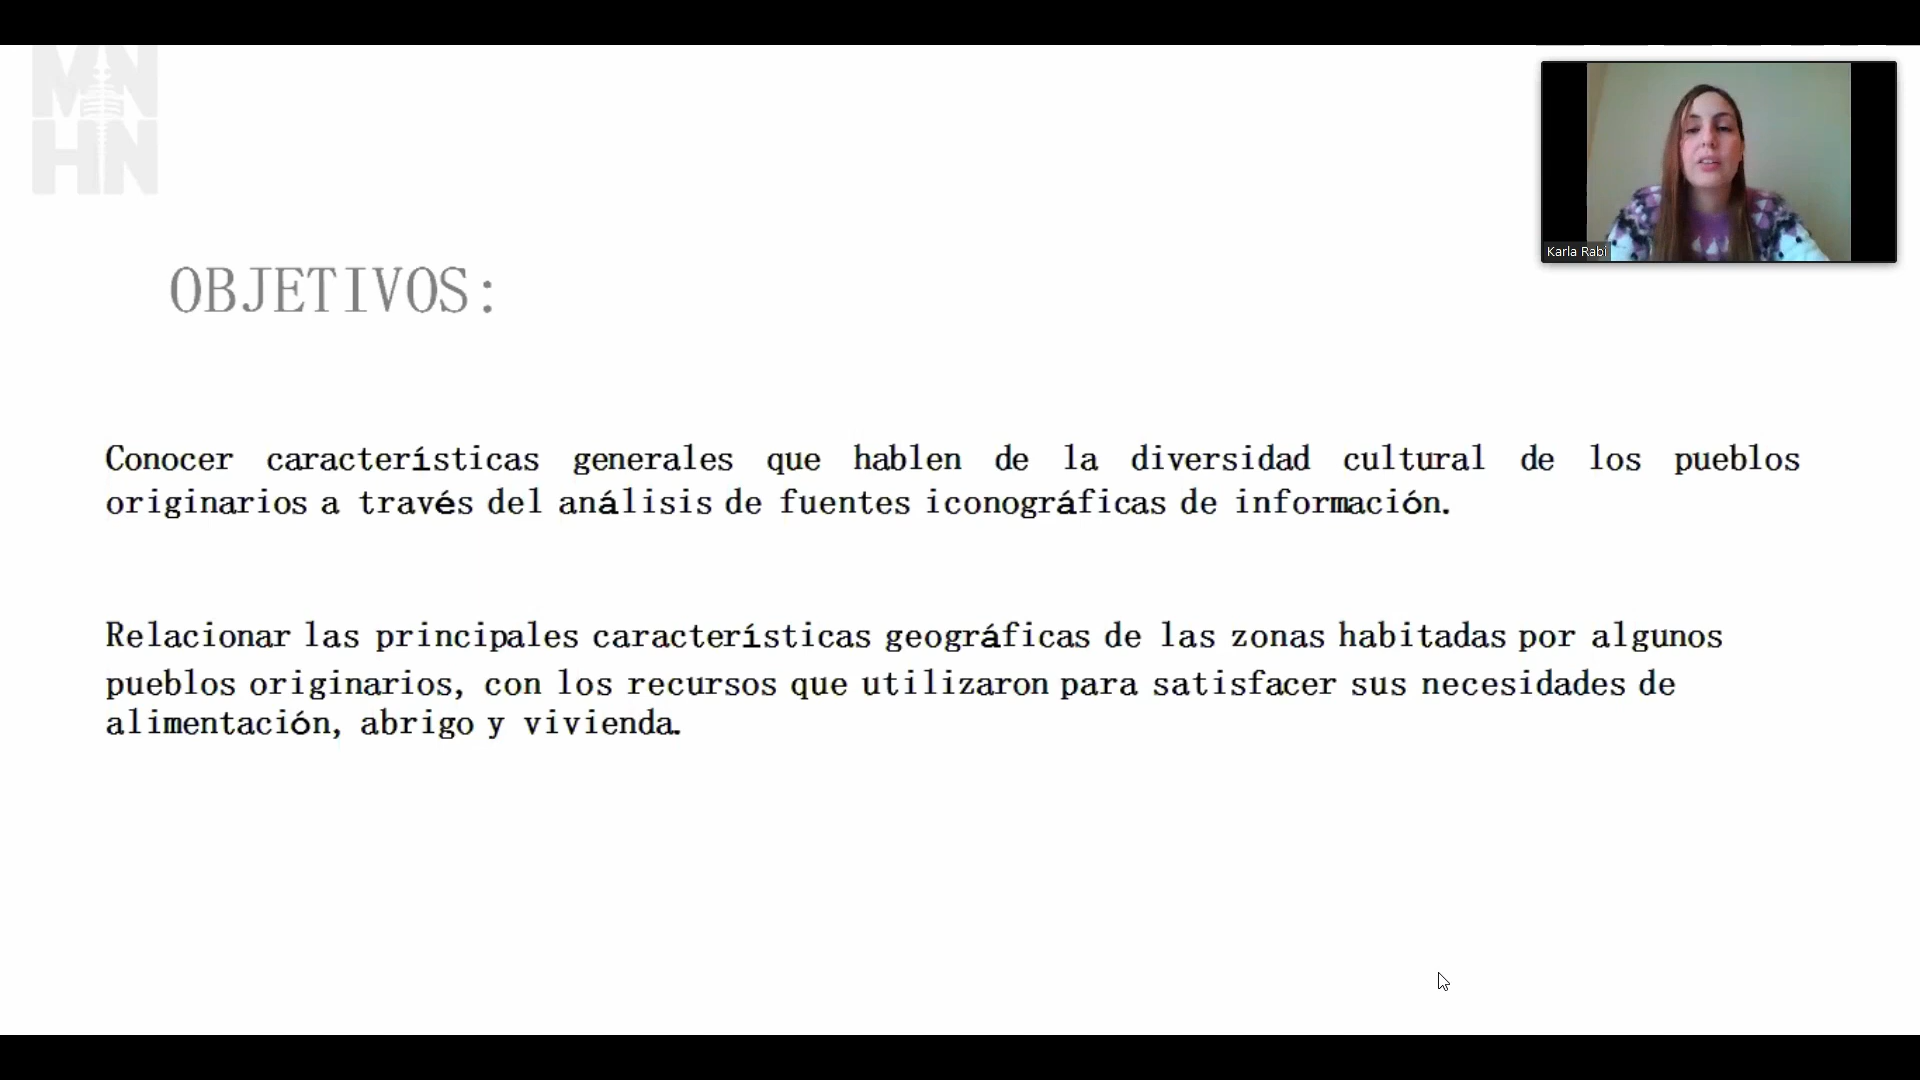 MN
HN
Karla Rabi
OBJETIVOS:
Conocer características generales que hablen de la diversidad cultural de los pueblos
originarios a través del análisis de fuentes iconográficas de información.
Relacionar las principales características geográficas de las zonas habitadas por algunos
pueblos originarios, con los recursos que utilizaron para satisfacer sus necesidades de
alimentación, abrigo y vivienda.